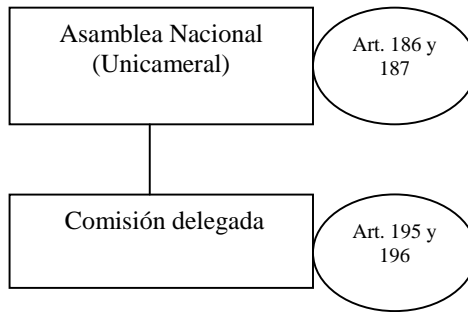 Asamblea Nacional
(Unicameral)
Art. 186 y
187
Comisión delegada
Art. 195 y
196